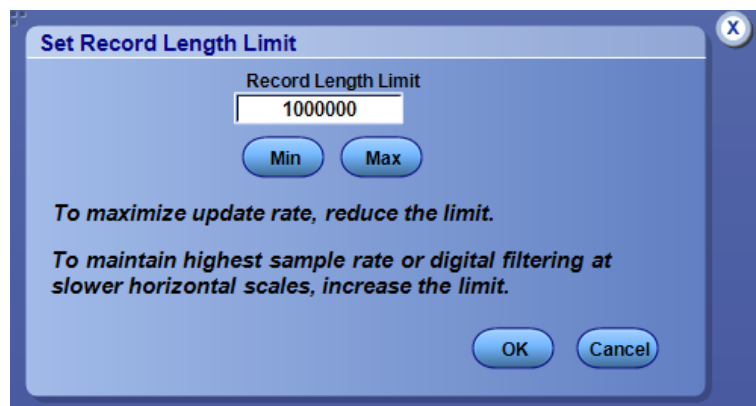 Set Record Length Limit
X
Record Length Limit
1000000
Min Max
To maximize update rate, reduce the limit.
To maintain highest sample rate or digital filtering at
slower horizontal scales, increase the limit.
OK Cancel